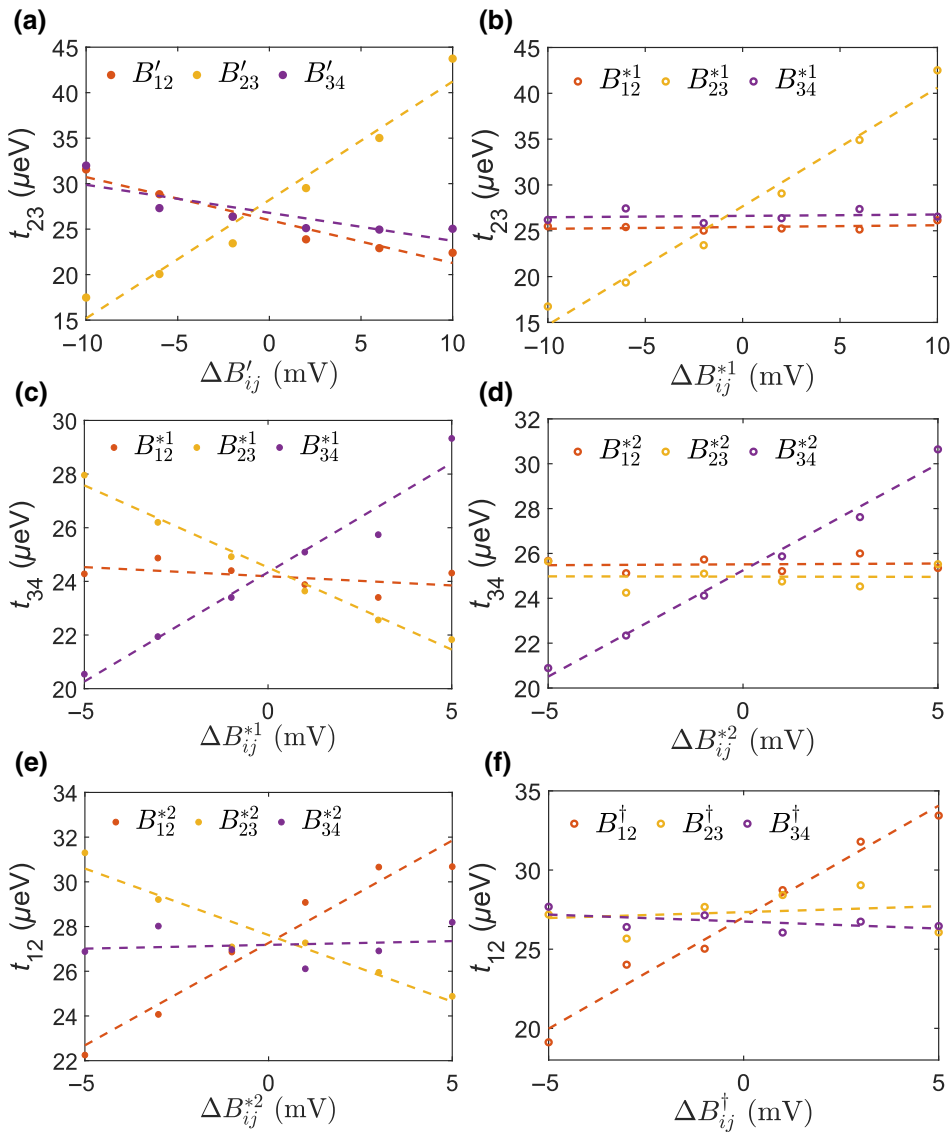 (a)
B′12 B′23 B′34
45
40
35
30
25
20
15
t23 (µeV)
−10 −5 0 5 10
ΔB′ij (mV)
(b)
B*1 12 B*1 23 B*1 34
45
40
35
30
25
20
15
t23 (µeV)
−10 −5 0 5 10
ΔB*1 ij (mV)
(c)
B*1 12 B*1 23 B*1 34
30
28
26
24
22
20
t34 (µeV)
−5 0 5
ΔB*1 ij (mV)
(d)
B*2 12 B*2 23 B*2 34
32
30
28
26
24
22
20
t34 (µeV)
−5 0 5
ΔB*2 ij (mV)
(e)
B*2 12 B*2 23 B*2 34
34
32
30
28
26
24
22
t12 (µeV)
−5 0 5
ΔB*2 ij (mV)
(f)
B†12 B†23 B†34
35
30
25
20
t12 (µeV)
−5 0 5
ΔB†ij (mV)